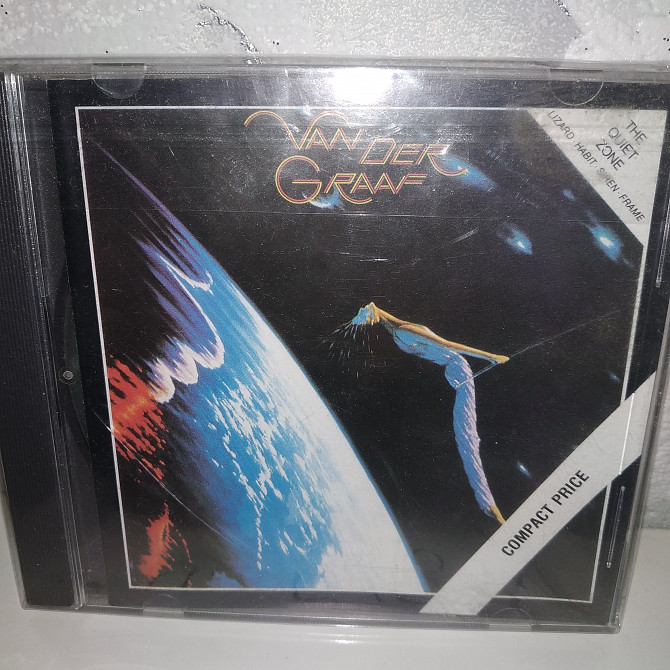 VAN DER
GRAAF
THE
QUIET
ZONE
LIZARD · HABIT · SIREN · FRAME
COMPACT PRICE